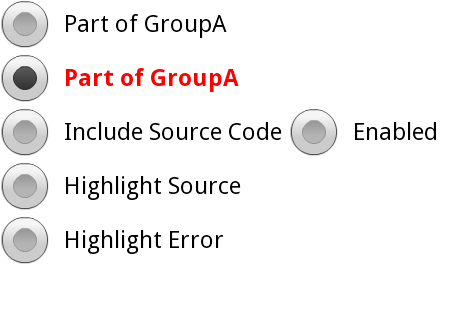 Part of GroupA
Part of GroupA
Include Source Code Enabled
Highlight Source
Highlight Error